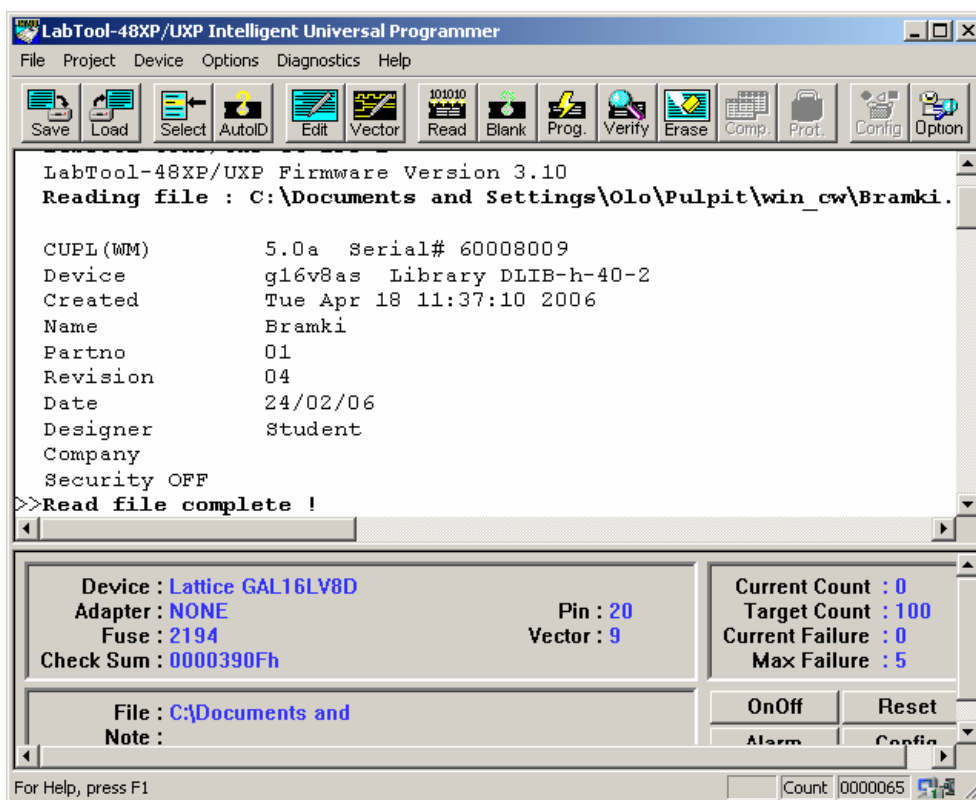 LabTool-48XP/UXP Intelligent Universal Programmer
File Project Device Options Diagnostics Help
101010
Save Load Select AutoID Edit Vector Read Blank Prog. Verify Erase Comp. Prot. Config Option
LabTool-48XP/UXP Firmware Version 3.10
Reading file : C:\Documents and Settings\Olo\Pulpit\win_cw\Bramki.
CUPL(WM) 5.0a Serial# 60008009
Device g16v8as Library DLIB-h-40-2
Created Tue Apr 18 11:37:10 2006
Name Bramki
Partno 01
Revision 04
Date 24/02/06
Designer Student
Company
Security OFF
>>Read file complete !
Device : Lattice GAL16LV8D
Adapter : NONE Pin : 20
Fuse : 2194 Vector : 9
Check Sum : 0000390Fh
Current Count : 0
Target Count : 100
Current Failure : 0
Max Failure : 5
File : C:\Documents and
Note :
OnOff Reset
Alarm Config
For Help, press F1
Count 0000065